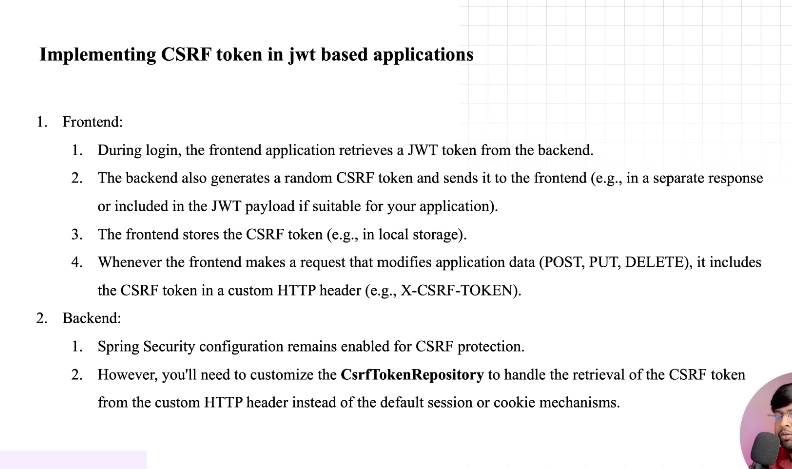 Implementing CSRF token in jwt based applications
1. Frontend:
1. During login, the frontend application retrieves a JWT token from the backend.
2. The backend also generates a random CSRF token and sends it to the frontend (e.g., in a separate response
or included in the JWT payload if suitable for your application).
3. The frontend stores the CSRF token (e.g., in local storage).
4. Whenever the frontend makes a request that modifies application data (POST, PUT, DELETE), it includes
the CSRF token in a custom HTTP header (e.g., X-CSRF-TOKEN).
2. Backend:
1. Spring Security configuration remains enabled for CSRF protection.
2. However, you'll need to customize the CsrfTokenRepository to handle the retrieval of the CSRF token
from the custom HTTP header instead of the default session or cookie mechanisms.